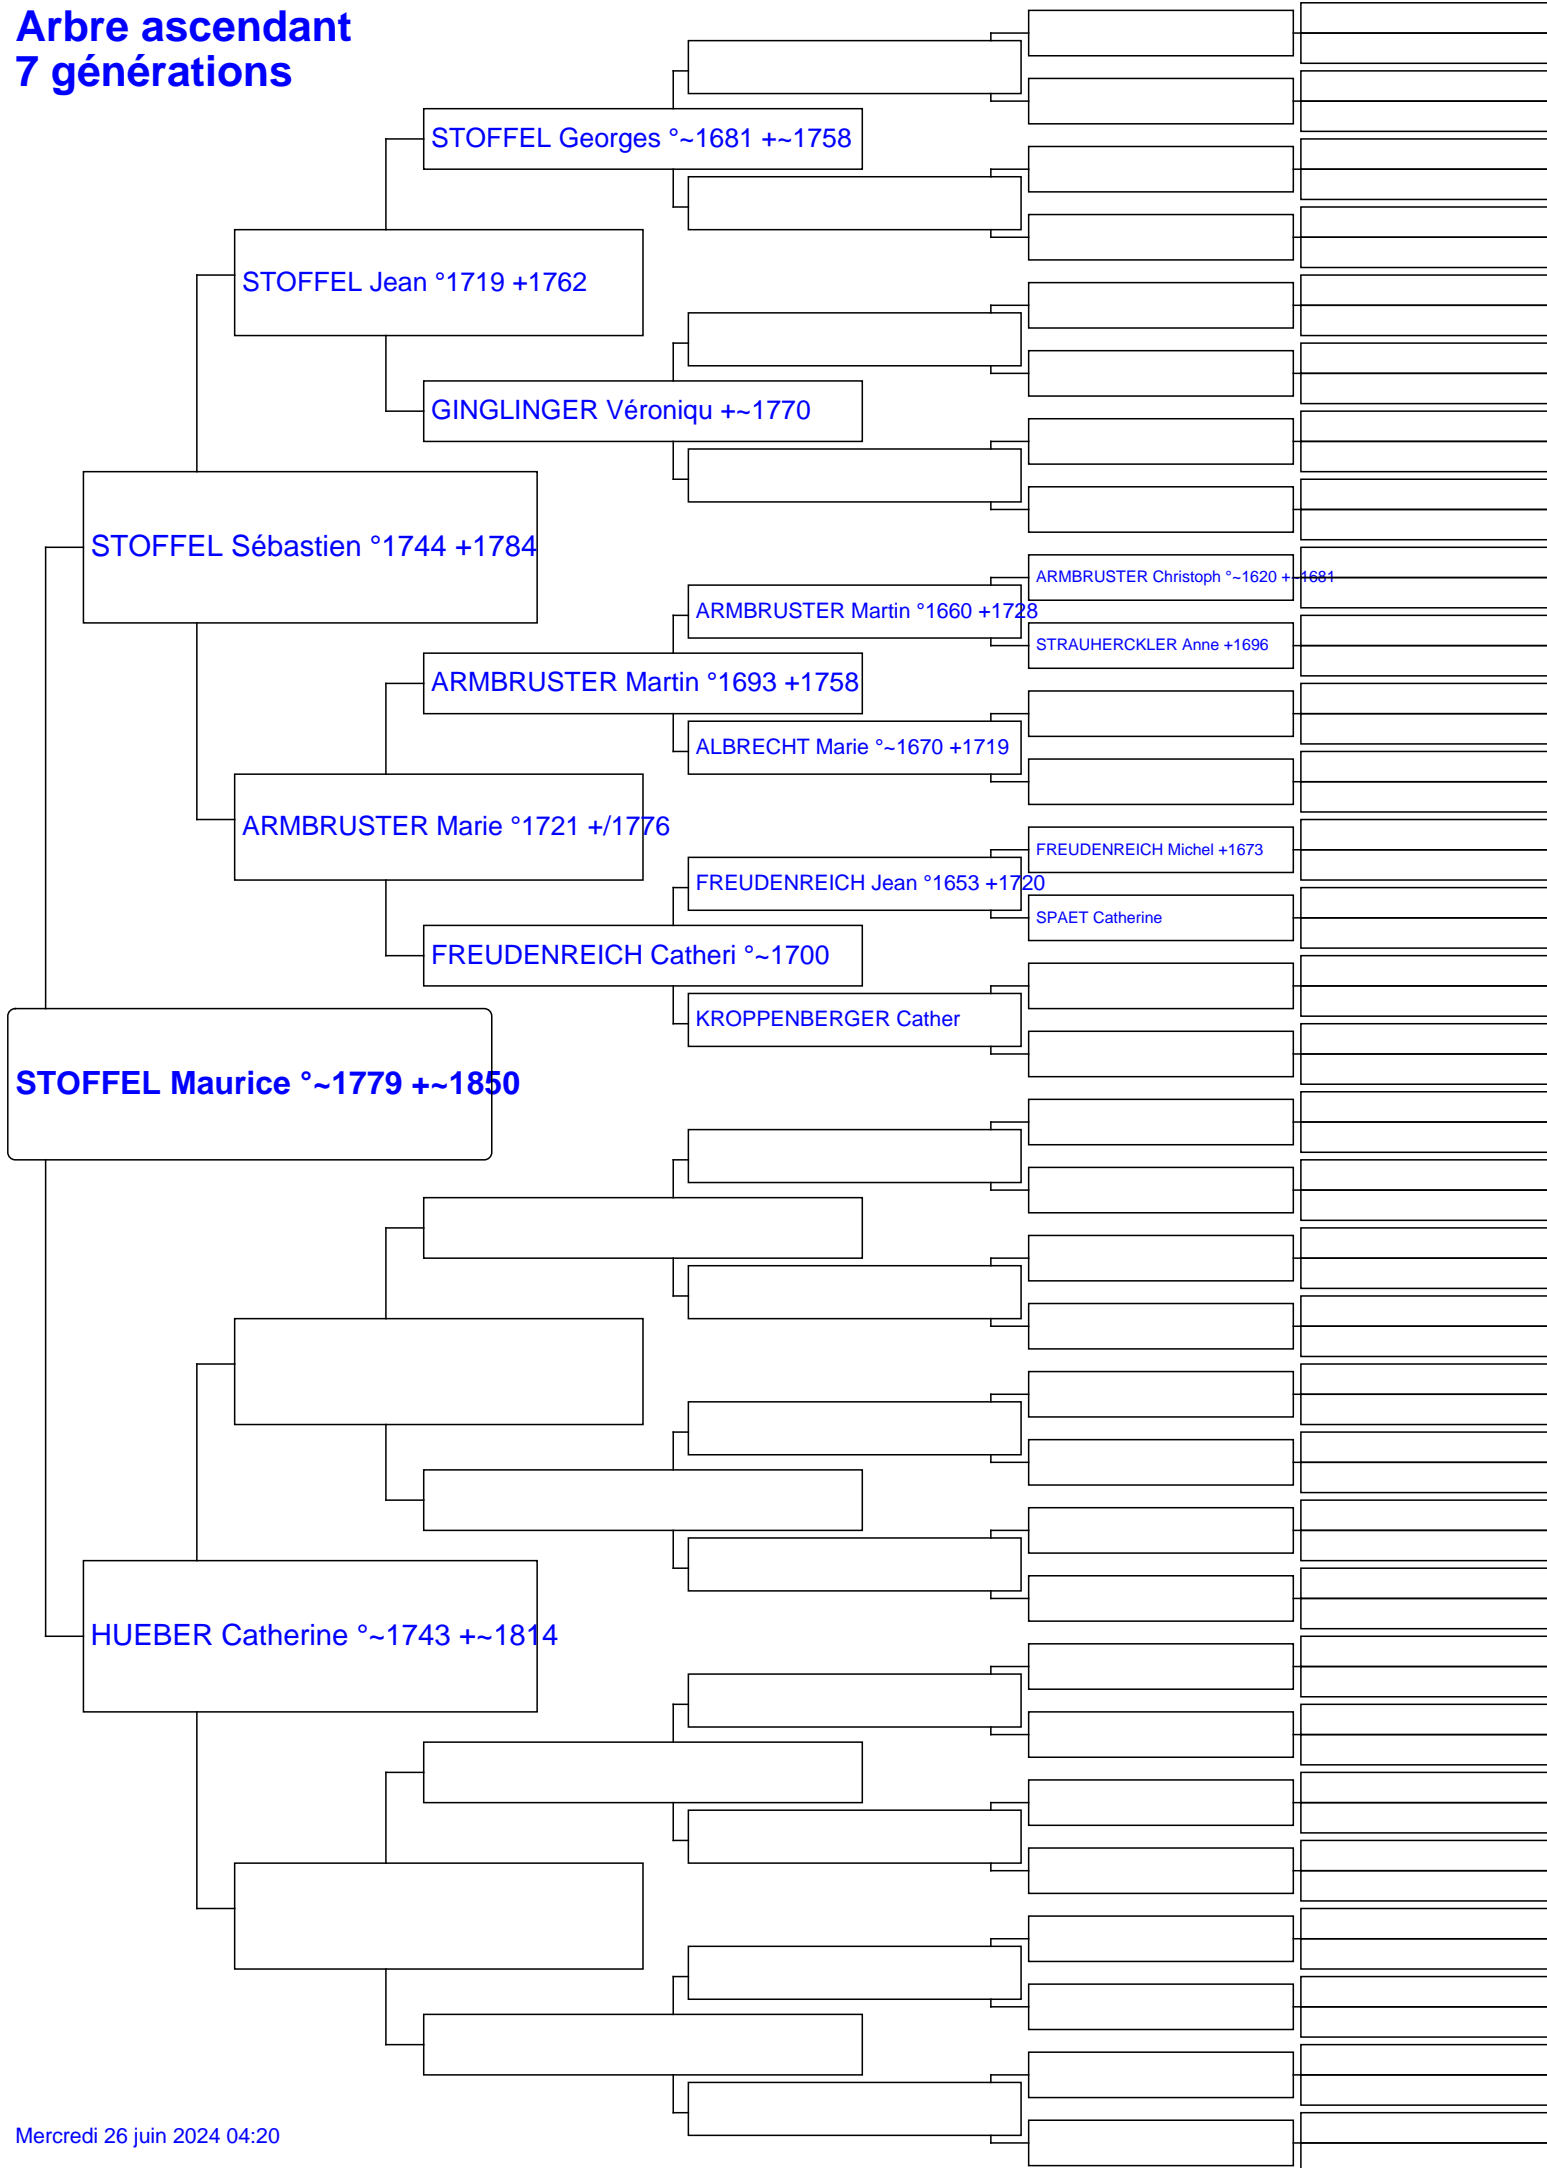 Arbre ascendant
7 générations
STOFFEL Georges °~1681 +~1758
STOFFEL Jean °1719 +1762
GINGLINGER Véroniqu +~1770
STOFFEL Sébastien °1744 +1784
ARMBRUSTER Christoph °~1620 +~1681
ARMBRUSTER Martin °1660 +1728
STRAUHERCKLER Anne +1696
ARMBRUSTER Martin °1693 +1758
ALBRECHT Marie °~1670 +1719
ARMBRUSTER Marie °1721 +/1776
FREUDENREICH Michel +1673
FREUDENREICH Jean °1653 +1720
SPAET Catherine
FREUDENREICH Catheri °~1700
KROPPENBERGER Cather
STOFFEL Maurice °~1779 +~1850
HUEBER Catherine °~1743 +~1814
Mercredi 26 juin 2024 04:20